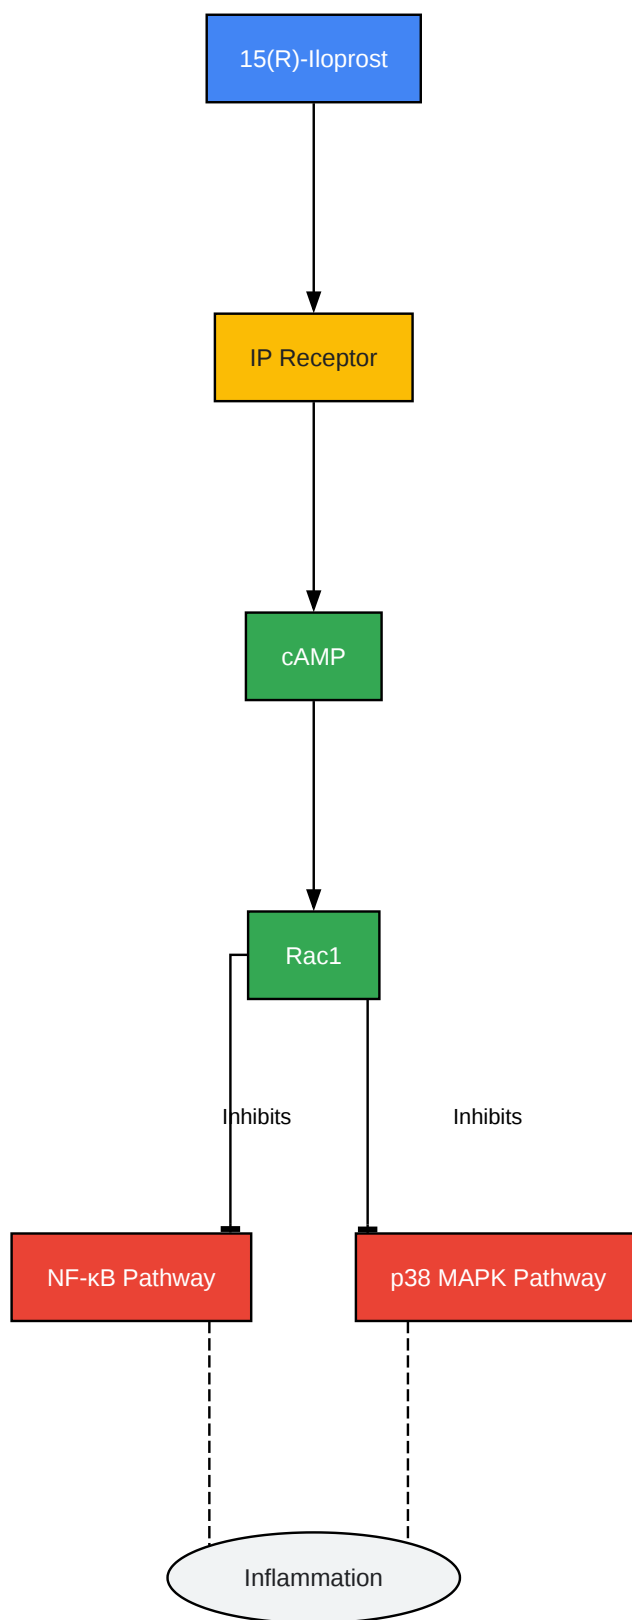 15(R)-Iloprost
IP Receptor
cAMP
Rac1
Inhibits
Inhibits
NF-κB Pathway
p38 MAPK Pathway
Inflammation